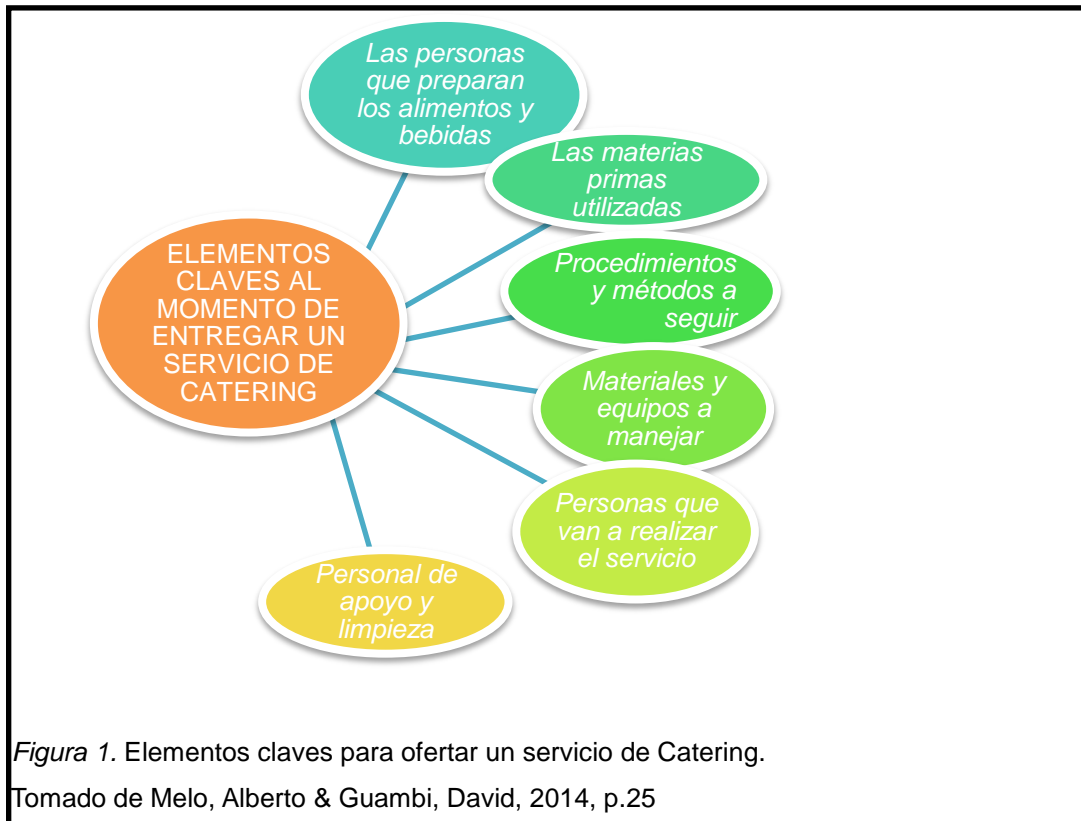 Las personas
que preparan
los alimentos y
bebidas
Las materias
primas
utilizadas
ELEMENTOS
CLAVES AL
MOMENTO DE
ENTREGAR UN
SERVICIO DE
CATERING
Procedimientos
y métodos a
seguir
Materiales y
equipos a
manejar
Personas que
van a realizar
el servicio
Personal de
apoyo y
limpieza
Figura 1. Elementos claves para ofertar un servicio de Catering.
Tomado de Melo, Alberto & Guambi, David, 2014, p.25